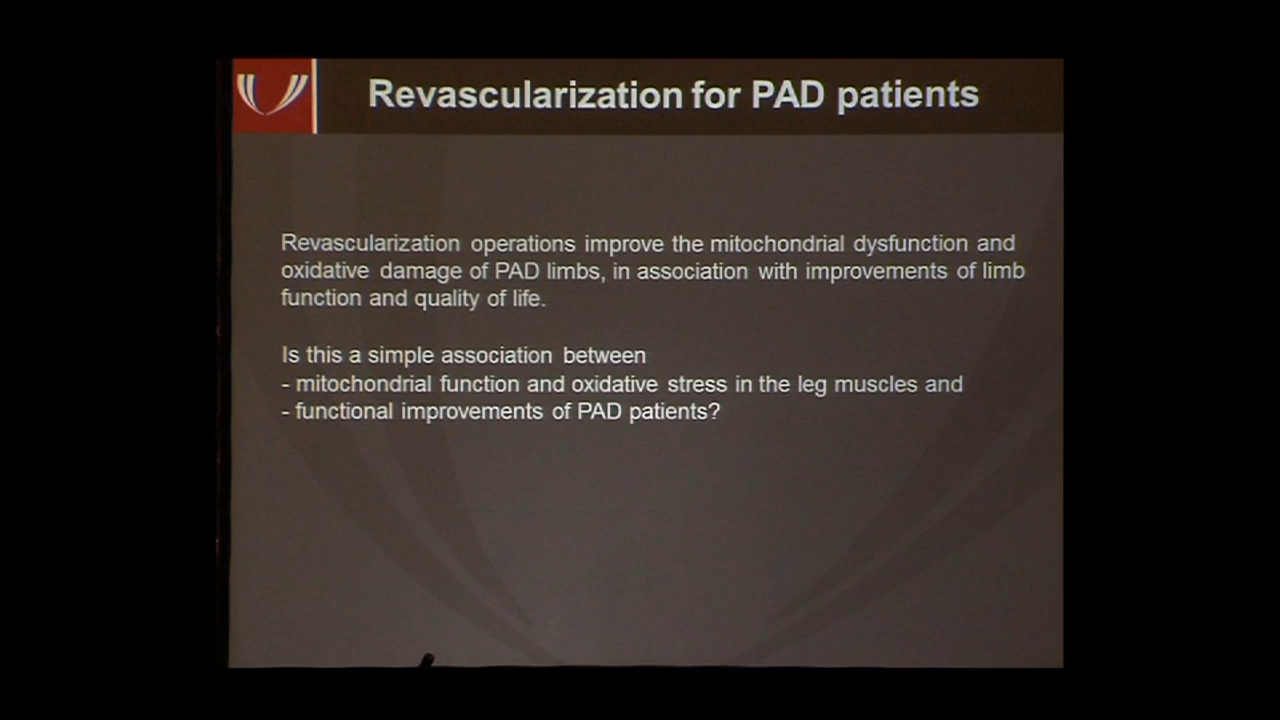 Revascularization for PAD patients
Revascularization operations improve the mitochondrial dysfunction and
oxidative damage of PAD limbs, in association with improvements of limb
function and quality of life.
Is this a simple association between
- mitochondrial function and oxidative stress in the leg muscles and
- functional improvements of PAD patients?